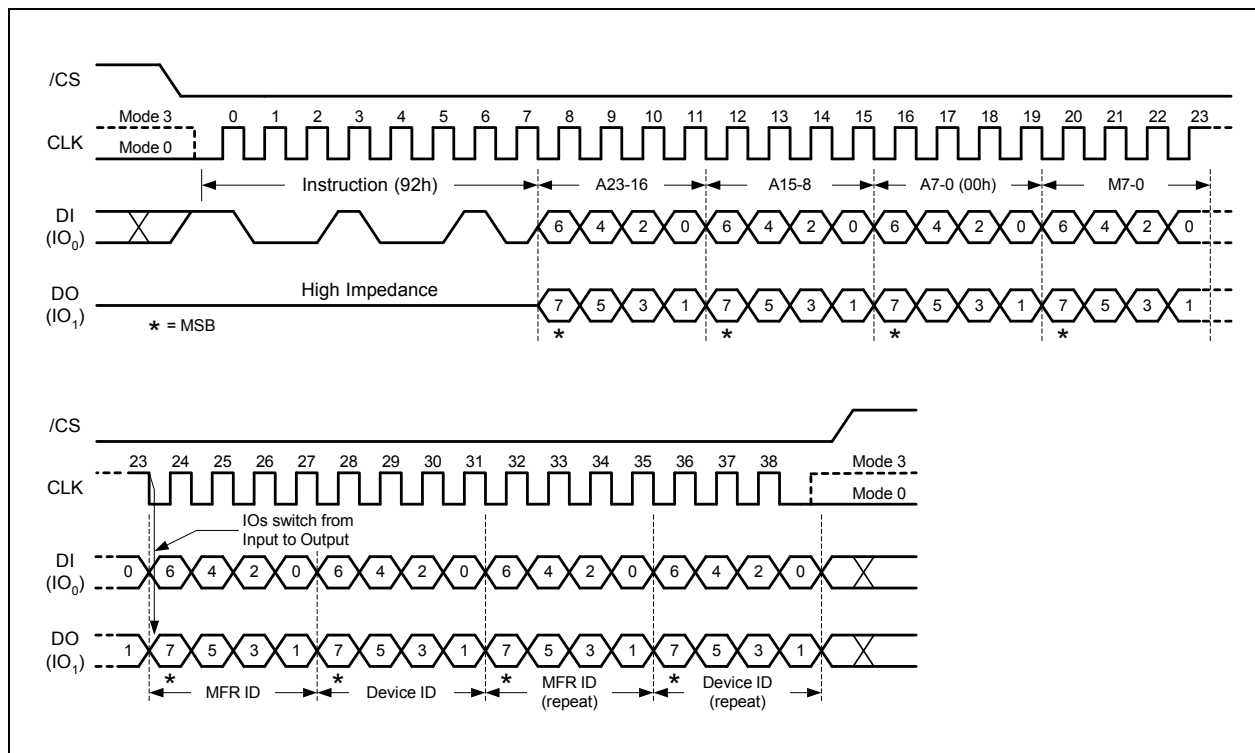 /CS
Mode 3 0 1 2 3 4 5 6 7 8 9 10 11 12 13 14 15 16 17 18 19 20 21 22 23
CLK
Mode 0
Instruction (92h) A23-16 A15-8 A7-0 (00h) M7-0
DI
(IO0) 6 4 2 0 6 4 2 0 6 4 2 0 6 4 2 0
High Impedance
DO
(IO1) 7 5 3 1 7 5 3 1 7 5 3 1 7 5 3 1
* = MSB
* * * *
/CS
23 24 25 26 27 28 29 30 31 32 33 34 35 36 37 38 Mode 3
CLK
Mode 0
IOs switch from
Input to Output
DI
(IO0) 0 6 4 2 0 6 4 2 0 6 4 2 0 6 4 2 0
DO
(IO1) 1 7 5 3 1 7 5 3 1 7 5 3 1 7 5 3 1
* * * *
MFR ID Device ID MFR ID (repeat) Device ID (repeat)